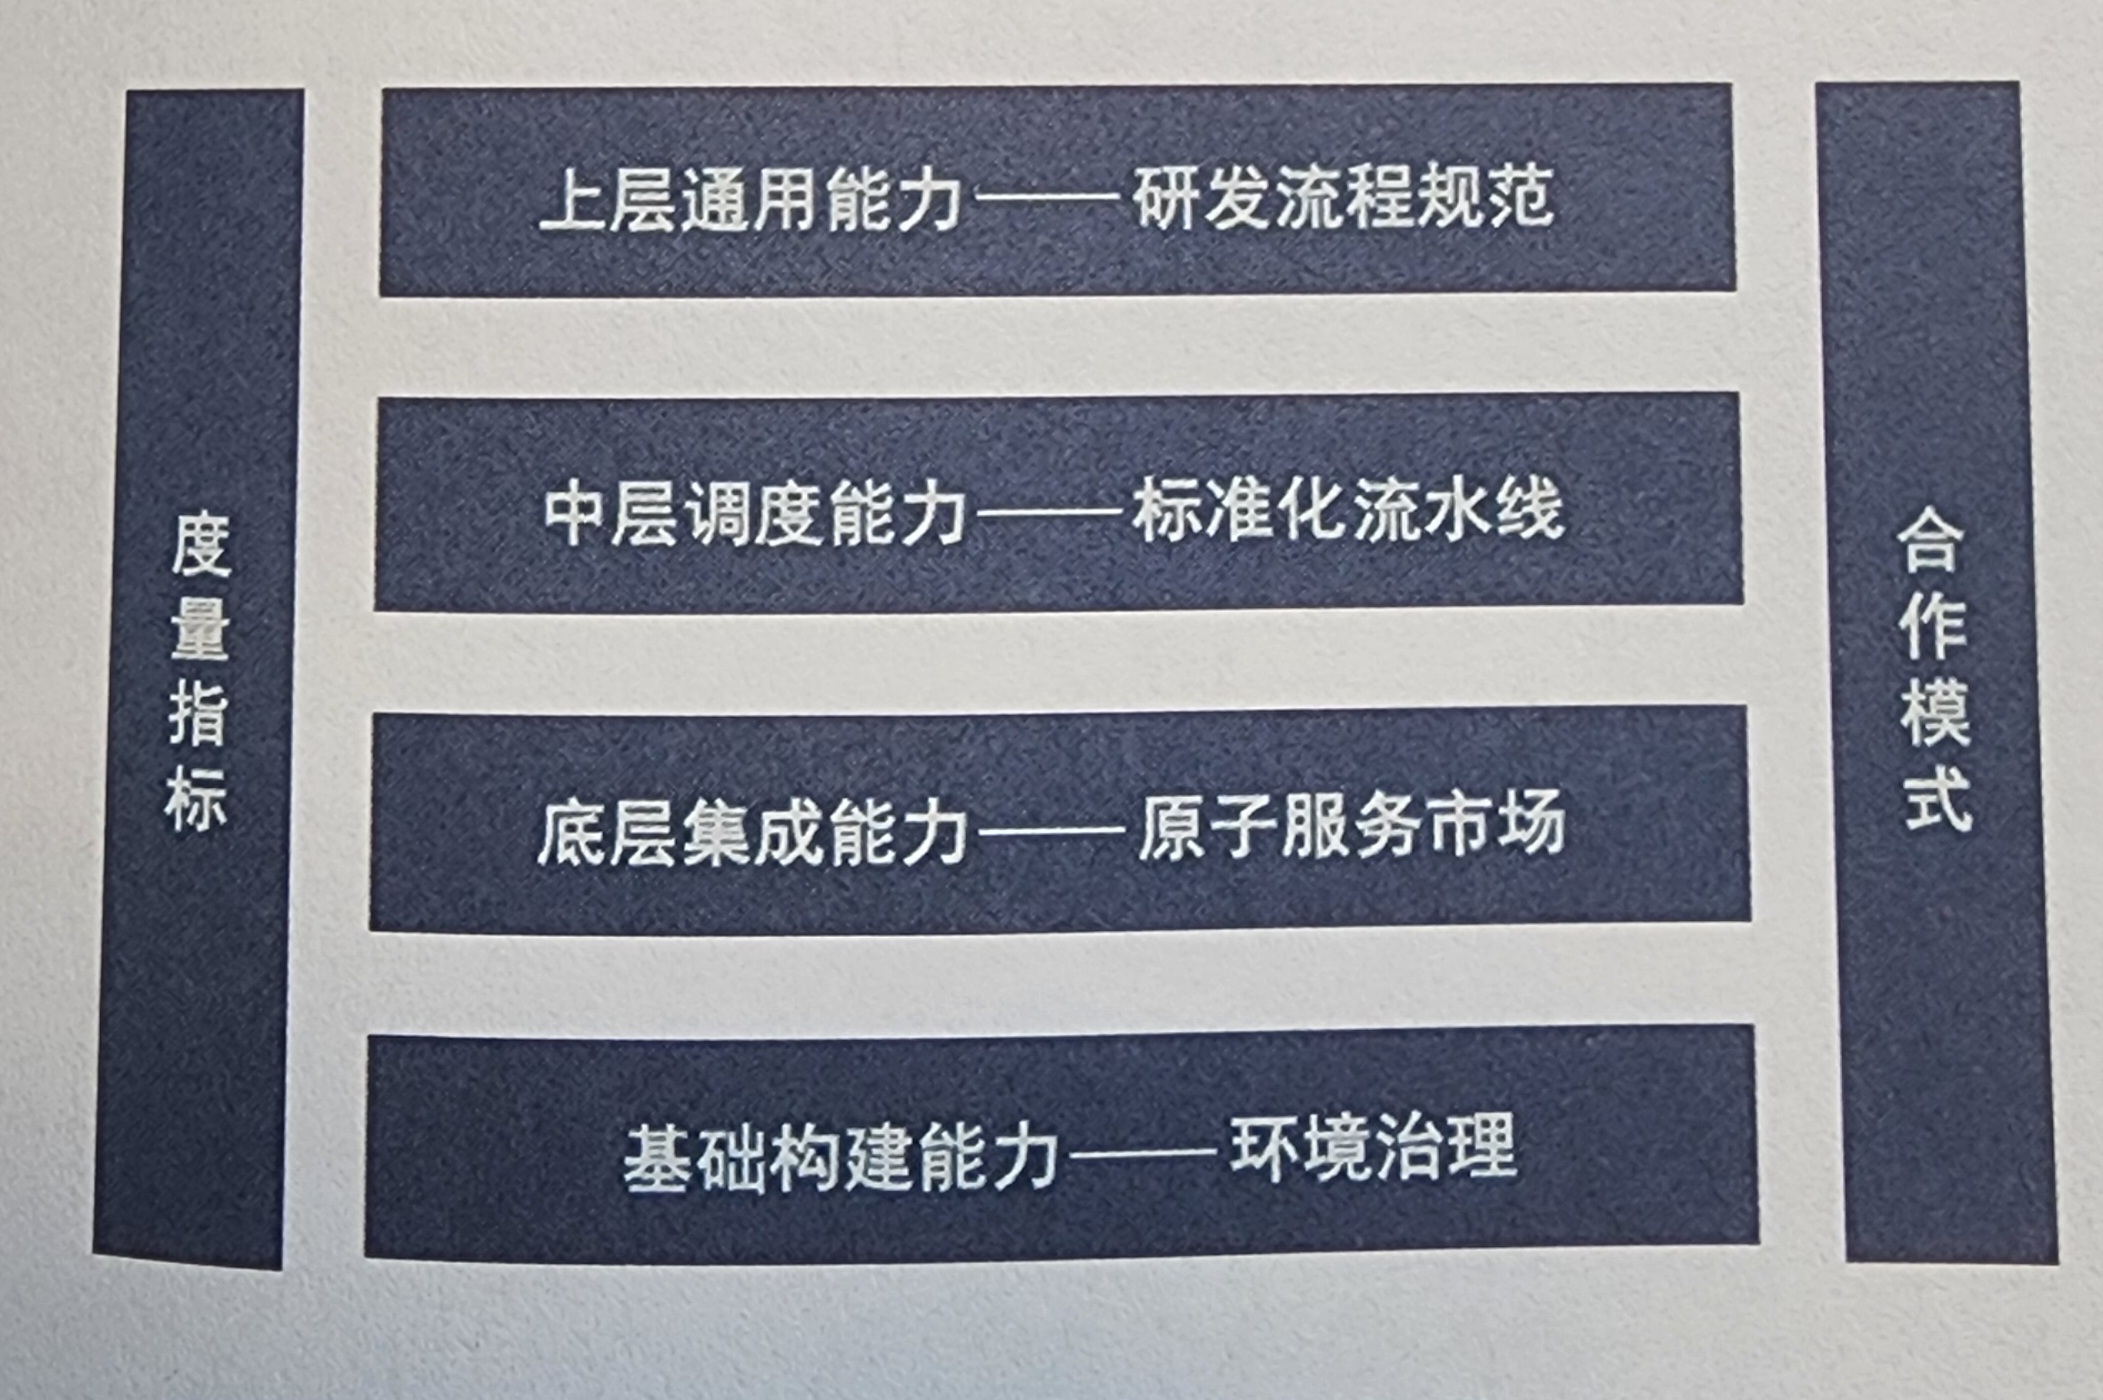 度量指标
上层通用能力——研发流程规范
中层调度能力——标准化流水线
底层集成能力——原子服务市场
基础构建能力——环境治理
合作模式